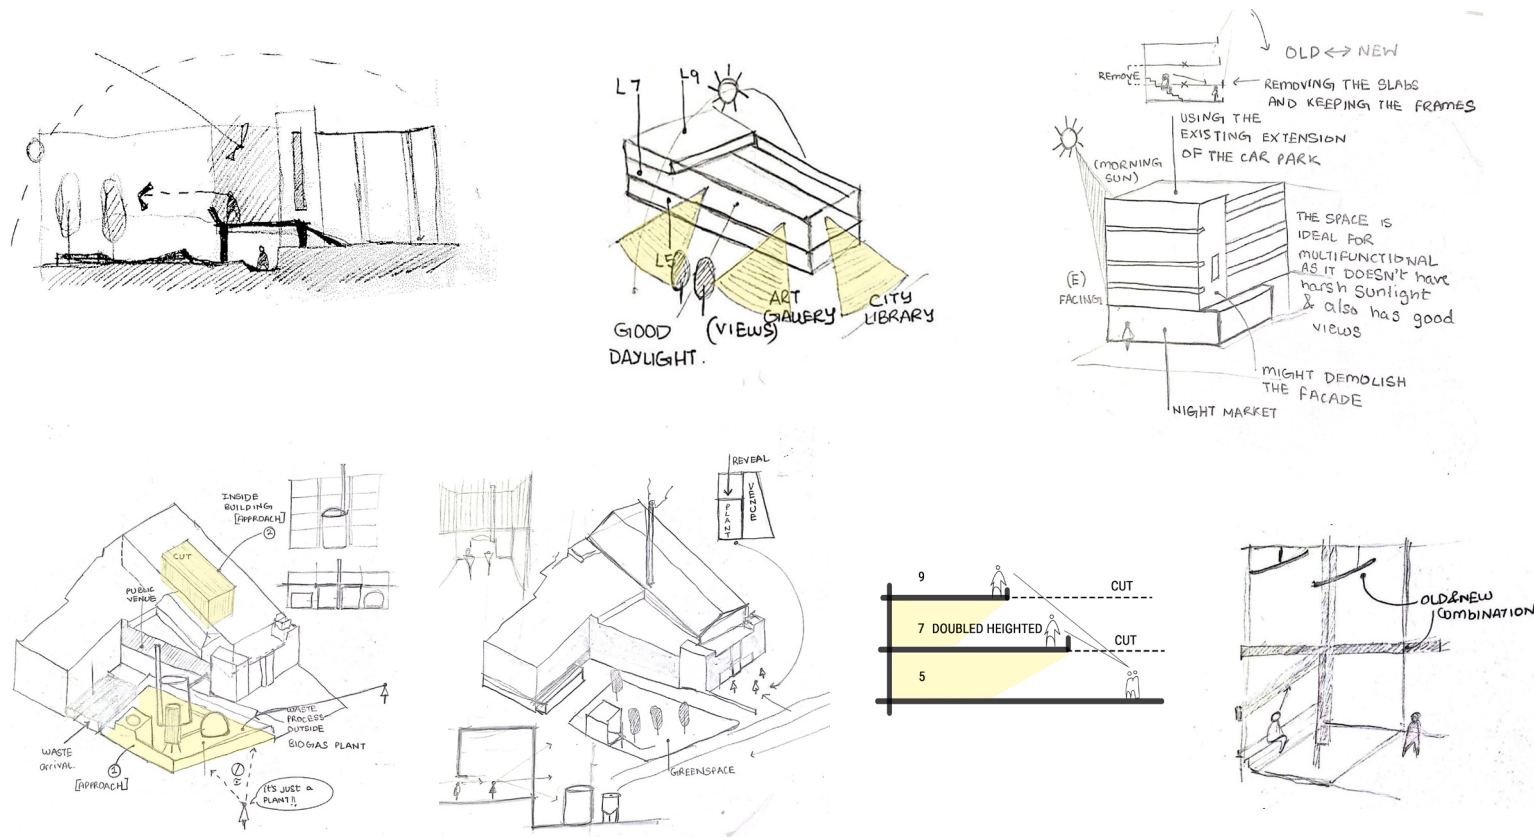 L7
L9
L5
GOOD
DAYLIGHT.
(VIEWS)
ART
GALLERY
CITY
LIBRARY
OLD ↔ NEW
REMOVE
REMOVING THE SLABS
AND KEEPING THE FRAMES
USING THE
EXISTING EXTENSION
OF THE CAR PARK
(MORNING
SUN)
(E)
FACING
THE SPACE IS
IDEAL FOR
MULTIFUNCTIONAL
AS IT DOESN'T have
harsh sunlight
& also has good
views
MIGHT DEMOLISH
THE FACADE
NIGHT MARKET
INSIDE
BUILDING
[APPROACH]
2
CUT
PUBLIC
VENUE
WASTE
PROCESS
OUTSIDE
BIOGAS PLANT
WASTE
arrival.
1
[APPROACH]
it's just a
PLANT!!
REVEAL
PLANT
VENUE
GREENSPACE
9
CUT
7 DOUBLED HEIGHTED
CUT
5
OLD&NEW
COMBINATION